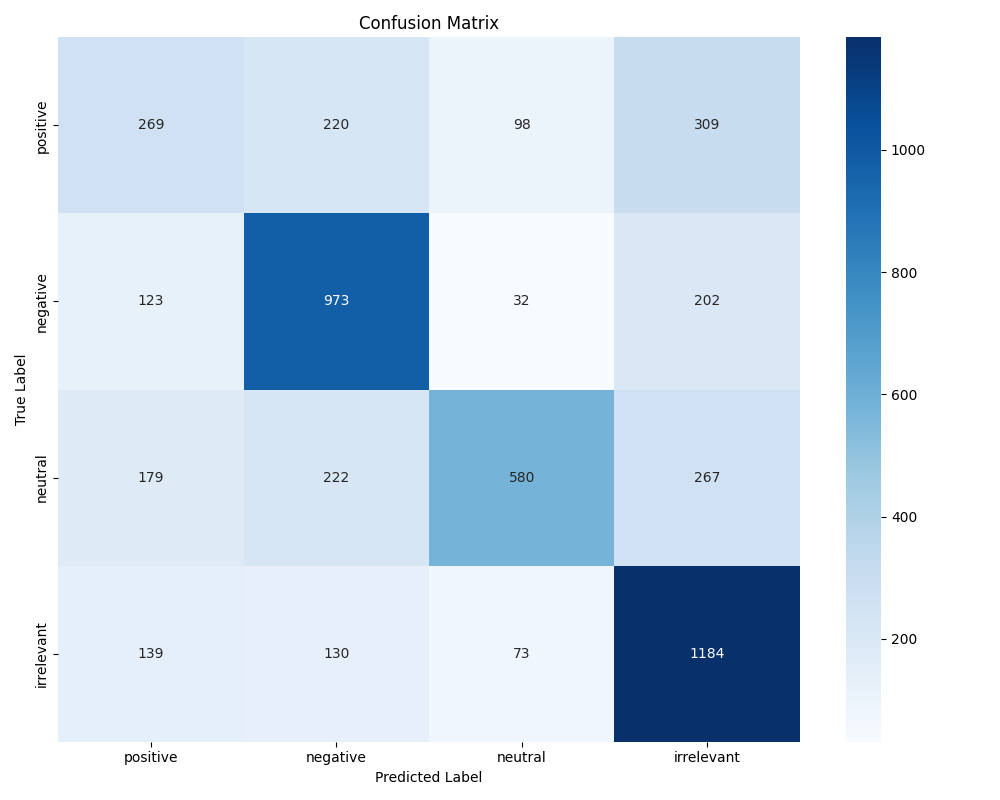 Confusion Matrix
positive
269
220
98
309
negative
123
973
32
202
neutral
179
222
580
267
irrelevant
139
130
73
1184
True Label
positive
negative
neutral
irrelevant
Predicted Label
1000
800
600
400
200